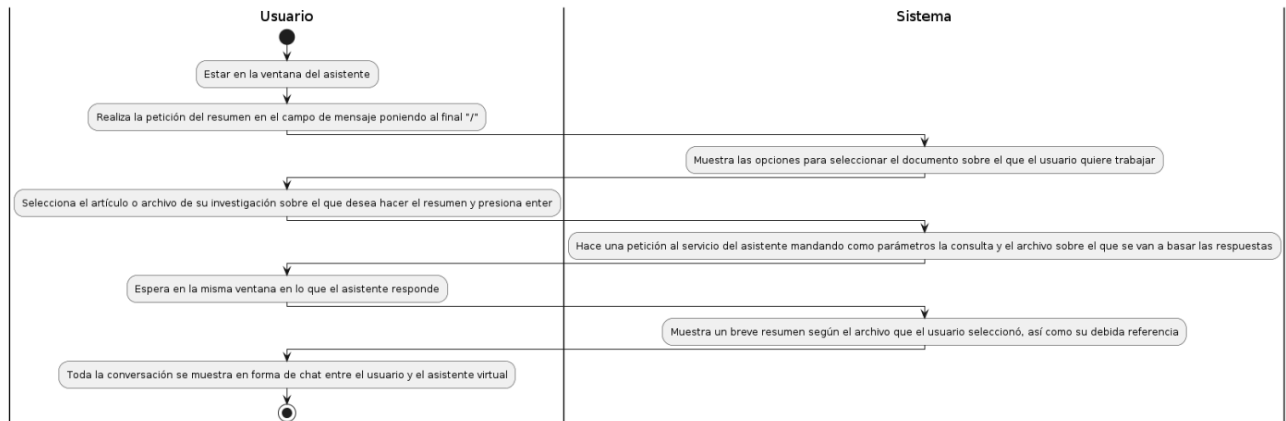 Usuario
Sistema
Estar en la ventana del asistente
Realiza la petición del resumen en el campo de mensaje poniendo al final "/"
Muestra las opciones para seleccionar el documento sobre el que el usuario quiere trabajar
Selecciona el artículo o archivo de su investigación sobre el que desea hacer el resumen y presiona enter
Hace una petición al servicio del asistente mandando como parámetros la consulta y el archivo sobre el que se van a basar las respuestas
Espera en la misma ventana en lo que el asistente responde
Muestra un breve resumen según el archivo que el usuario seleccionó, así como su debida referencia
Toda la conversación se muestra en forma de chat entre el usuario y el asistente virtual